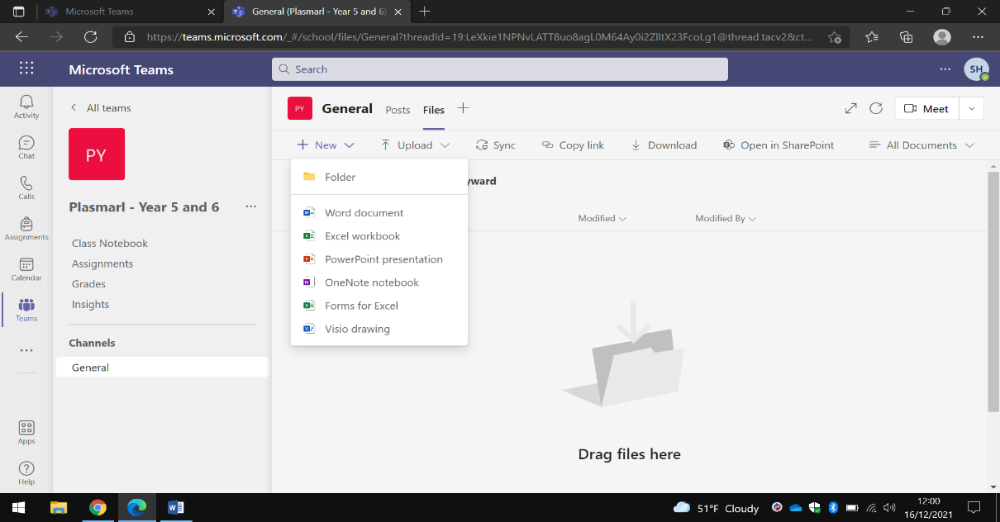 Microsoft Teams
General (Plasmarl - Year 5 and 6)
https://teams.microsoft.com/_#/school/files/General?threadId=19:LeXkie1NPNvLATT8uo8agL0M64Ay0i2ZlltX23FcoLg1@thread.tacv2&ct...
Microsoft Teams
Search
SH
Activity
Chat
Calls
Assignments
Calendar
Teams
Apps
Help
All teams
PY
Plasmarl - Year 5 and 6
Class Notebook
Assignments
Grades
Insights
Channels
General
PY
General Posts Files
Meet
New Upload Sync Copy link Download Open in SharePoint All Documents
Folder
Word document
Excel workbook
PowerPoint presentation
OneNote notebook
Forms for Excel
Visio drawing
yward
Modified Modified By
Drag files here
51°F Cloudy
12:00
16/12/2021